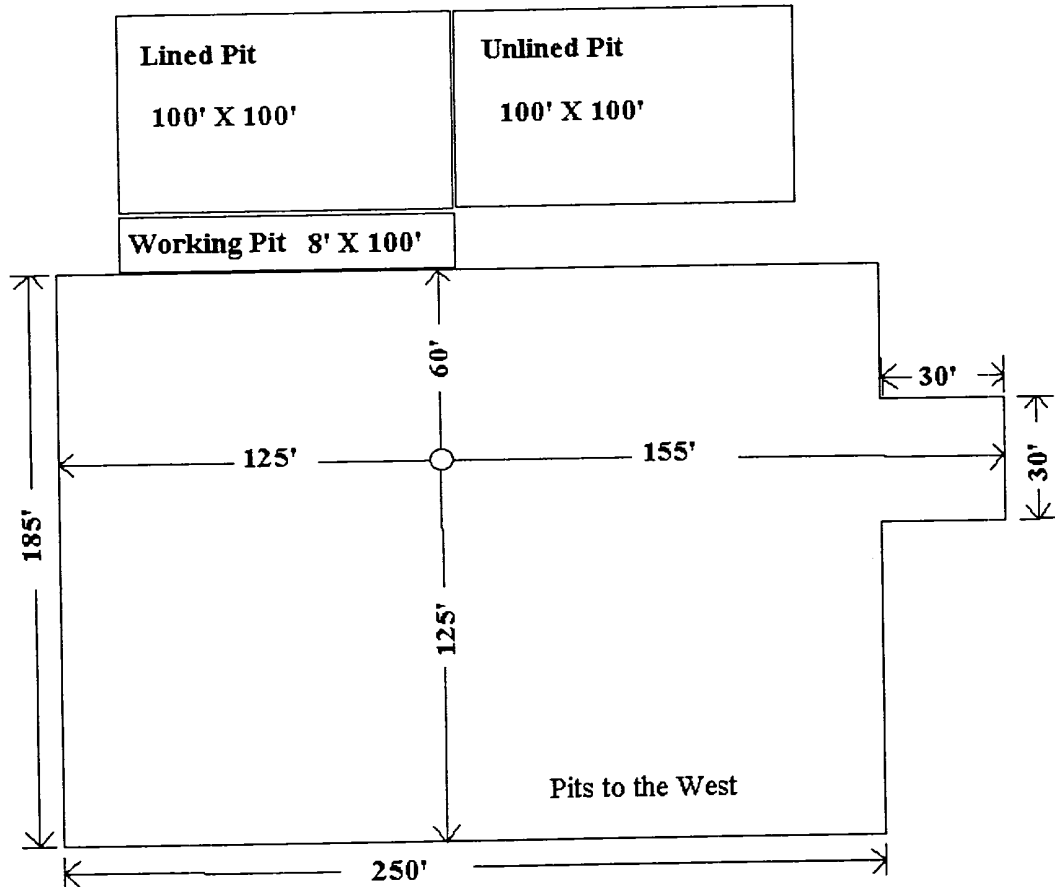 Lined Pit
100' X 100'
Unlined Pit
100' X 100'
Working Pit 8' X 100'
60'
30'
125'
155'
30'
185'
125'
Pits to the West
250'